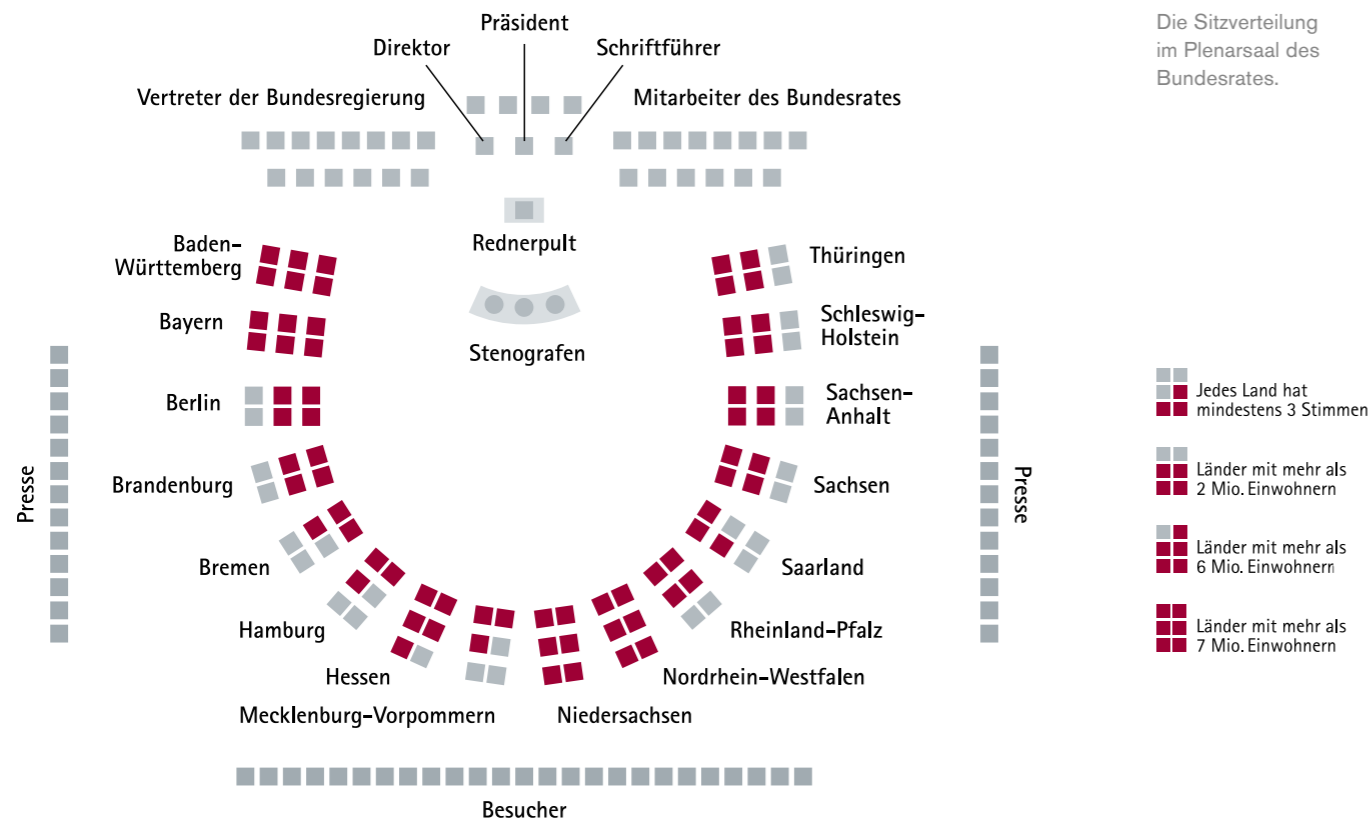 Die Sitzverteilung
im Plenarsaal des
Bundesrates.
Präsident
Direktor
Schriftführer
Vertreter der Bundesregierung
Mitarbeiter des Bundesrates
Rednerpult
Stenografen
Baden-
Württemberg
Bayern
Berlin
Brandenburg
Bremen
Hamburg
Hessen
Mecklenburg-Vorpommern
Niedersachsen
Nordrhein-Westfalen
Rheinland-Pfalz
Saarland
Sachsen
Sachsen-
Anhalt
Schleswig-
Holstein
Thüringen
Presse
Presse
Besucher
Jedes Land hat
mindestens 3 Stimmen
Länder mit mehr als
2 Mio. Einwohnern
Länder mit mehr als
6 Mio. Einwohnern
Länder mit mehr als
7 Mio. Einwohnern